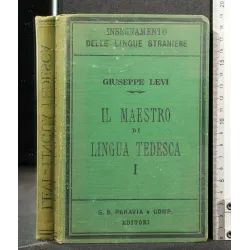 INSEGNAMENTO
DELLE LINGUE STRANIERE
GIUSEPPE LEVI
IL MAESTRO
DI
LINGUA TEDESCA
I
G. B. PARAVIA e COMP.
EDITORI